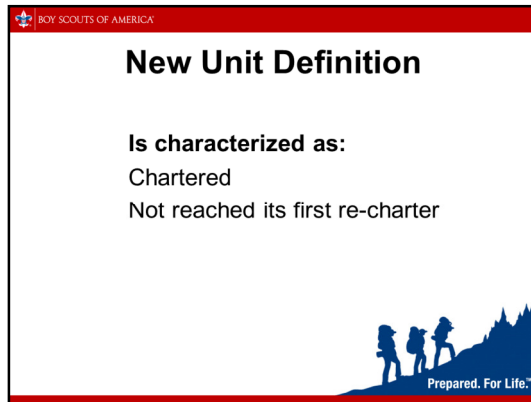 BOY SCOUTS OF AMERICA®
New Unit Definition
Is characterized as:
Chartered
Not reached its first re-charter
Prepared. For Life.™